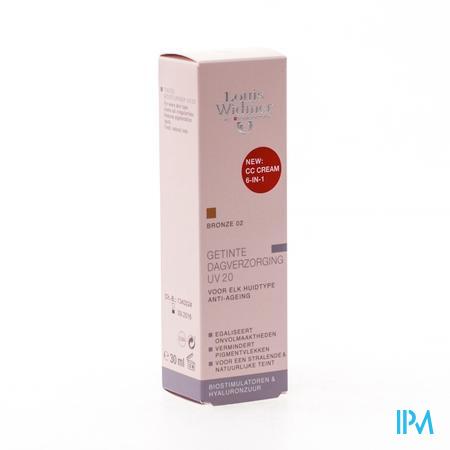 Louis
Widmer
NEW:
CC CREAM
6-IN-1
BRONZE 02
GETINTE
DAGVERZORGING
UV 20
VOOR ELK HUIDTYPE
ANTI-AGEING
EGALISEERT
ONVOLMAAKTHEDEN
VERMINDERT
PIGMENTVLEKKEN
VOOR EEN STRALENDE &
NATUURLIJKE TEINT
BIOSTIMULATOREN &
HYALURONZUUR
30 ml
IPM